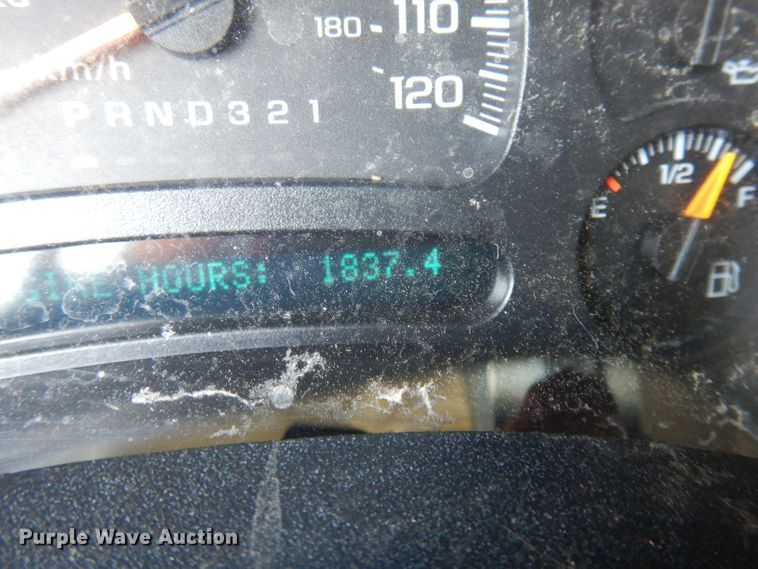 180 110
km/h 120
PRND321
E 1/2 F
HOURS: 1837.4
Purple Wave Auction